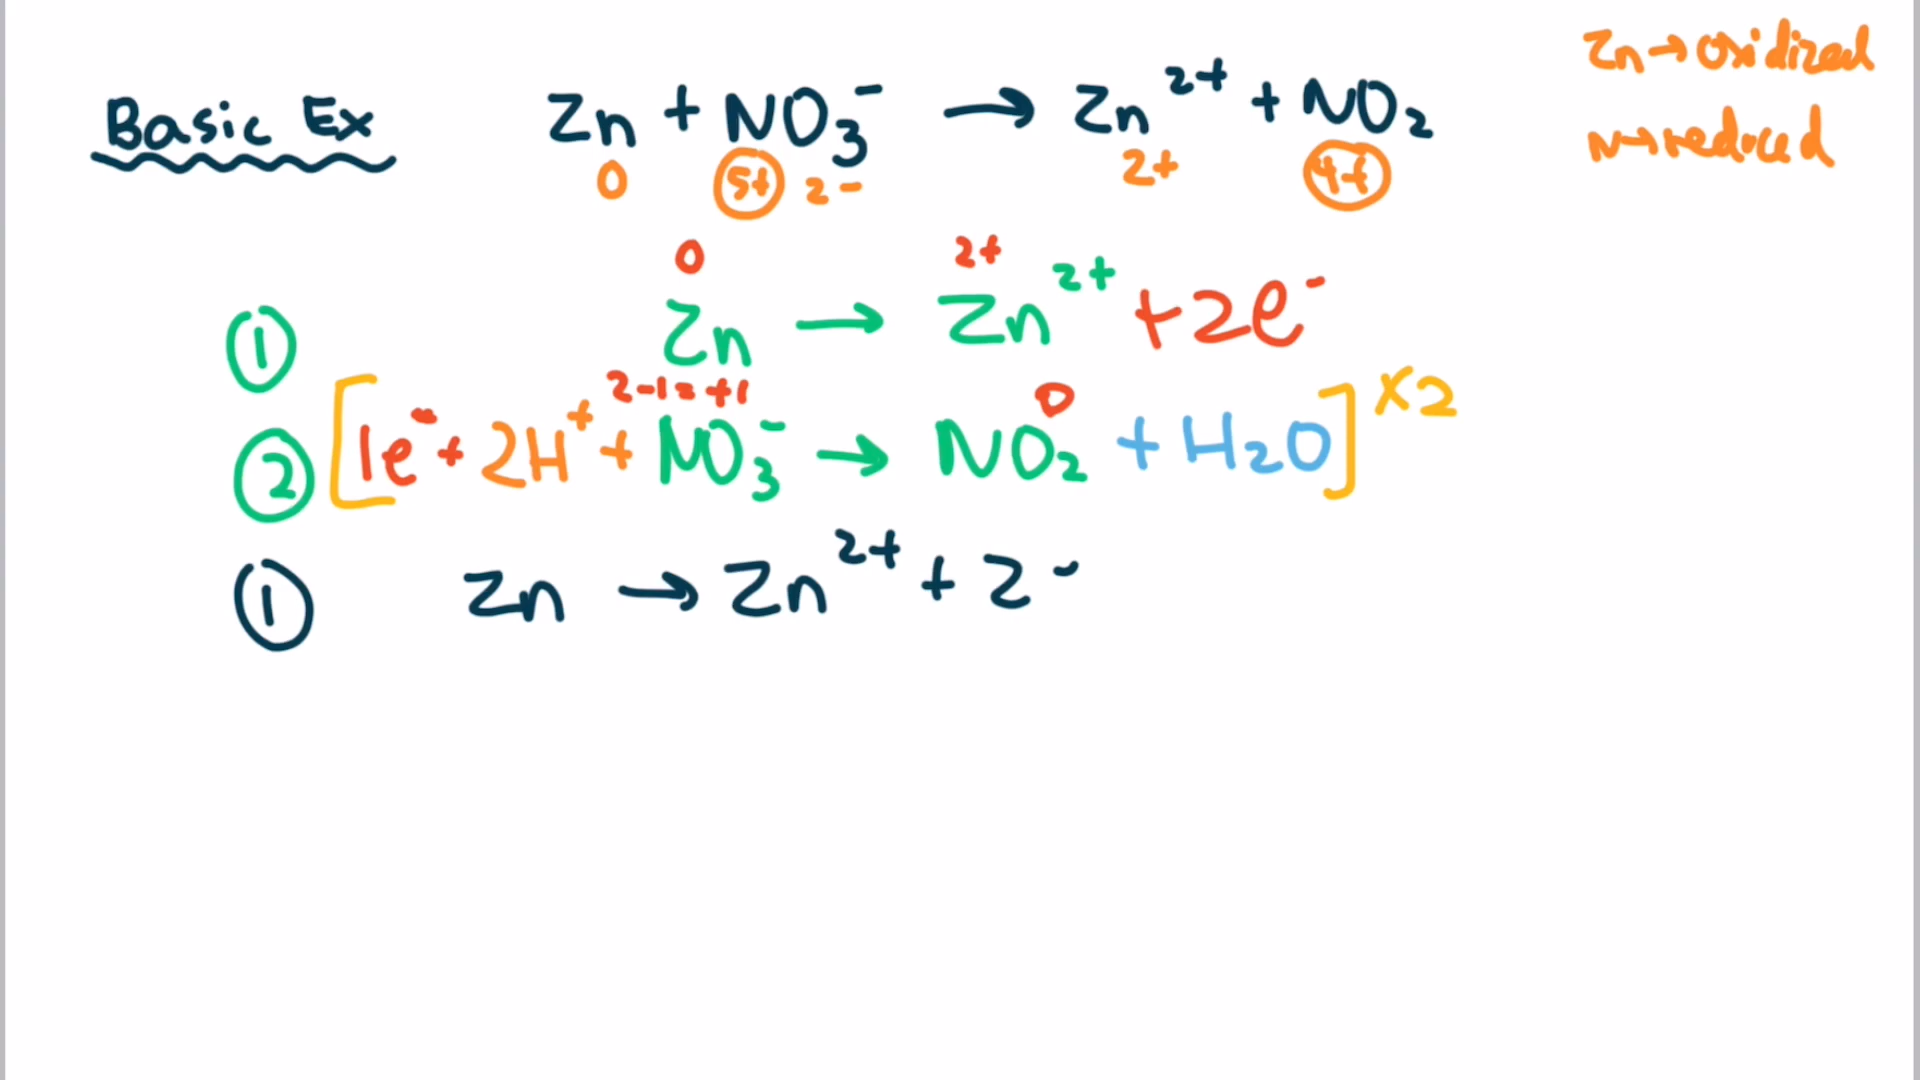 Basic Ex Zn + NO₃⁻ → Zn²⁺ + NO₂
0 5+ 2- 2+ 4+
Zn → oxidized
N → reduced
0 2+
① Zn → Zn²⁺ + 2e⁻
2-1=+1 0
② [1e⁻ + 2H⁺ + NO₃⁻ → NO₂ + H₂O] x2
① Zn → Zn²⁺ + 2 ⁻